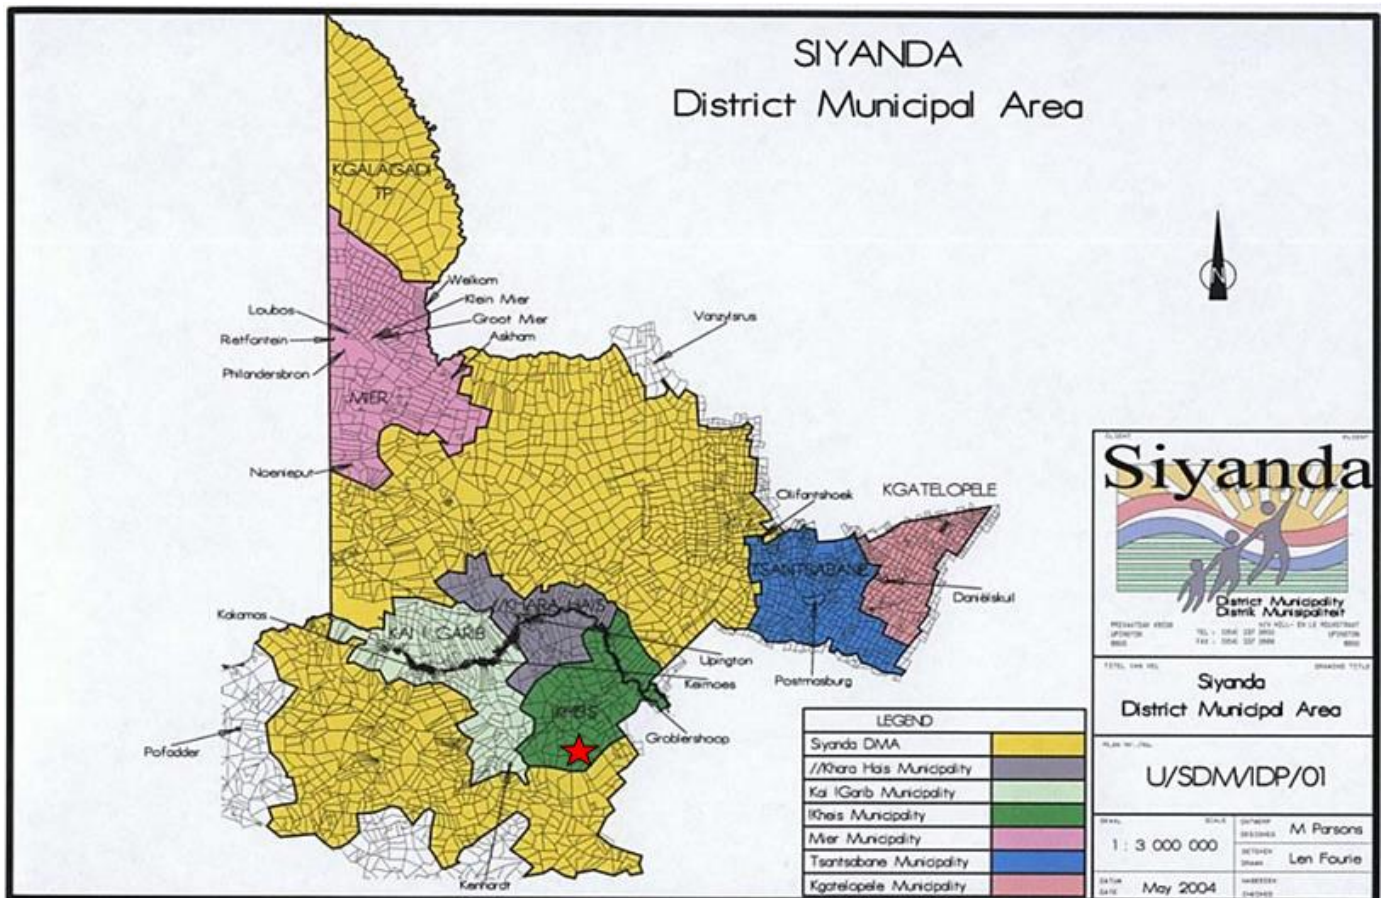 SIYANDA
District Municipal Area
KGALAGADI
TP
Welkom
Klein Mier
Groot Mier
Askham
Loubos
Rietfontein
Philandersbron
MIER
Noenieput
Vanzylsrus
Olifantshoek
KGATELOPELE
TSANTSABANE
Daniëlskuil
Postmasburg
Kakamas
KAI !GARIB
//KHARA HAIS
Upington
Keimoes
!KHEIS
Groblershoop
Pofadder
Kenhardt
N
LEGEND
Siyanda DMA
//Khara Hais Municipality
Kai !Garib Municipality
!Kheis Municipality
Mier Municipality
Tsantsabane Municipality
Kgatelopele Municipality
Siyanda
District Municipality
Distrik Munisipaliteit
Siyanda
District Municipal Area
U/SDM/IDP/01
SCALE
1 : 3 000 000
M Parsons
Len Fourie
DATE
May 2004